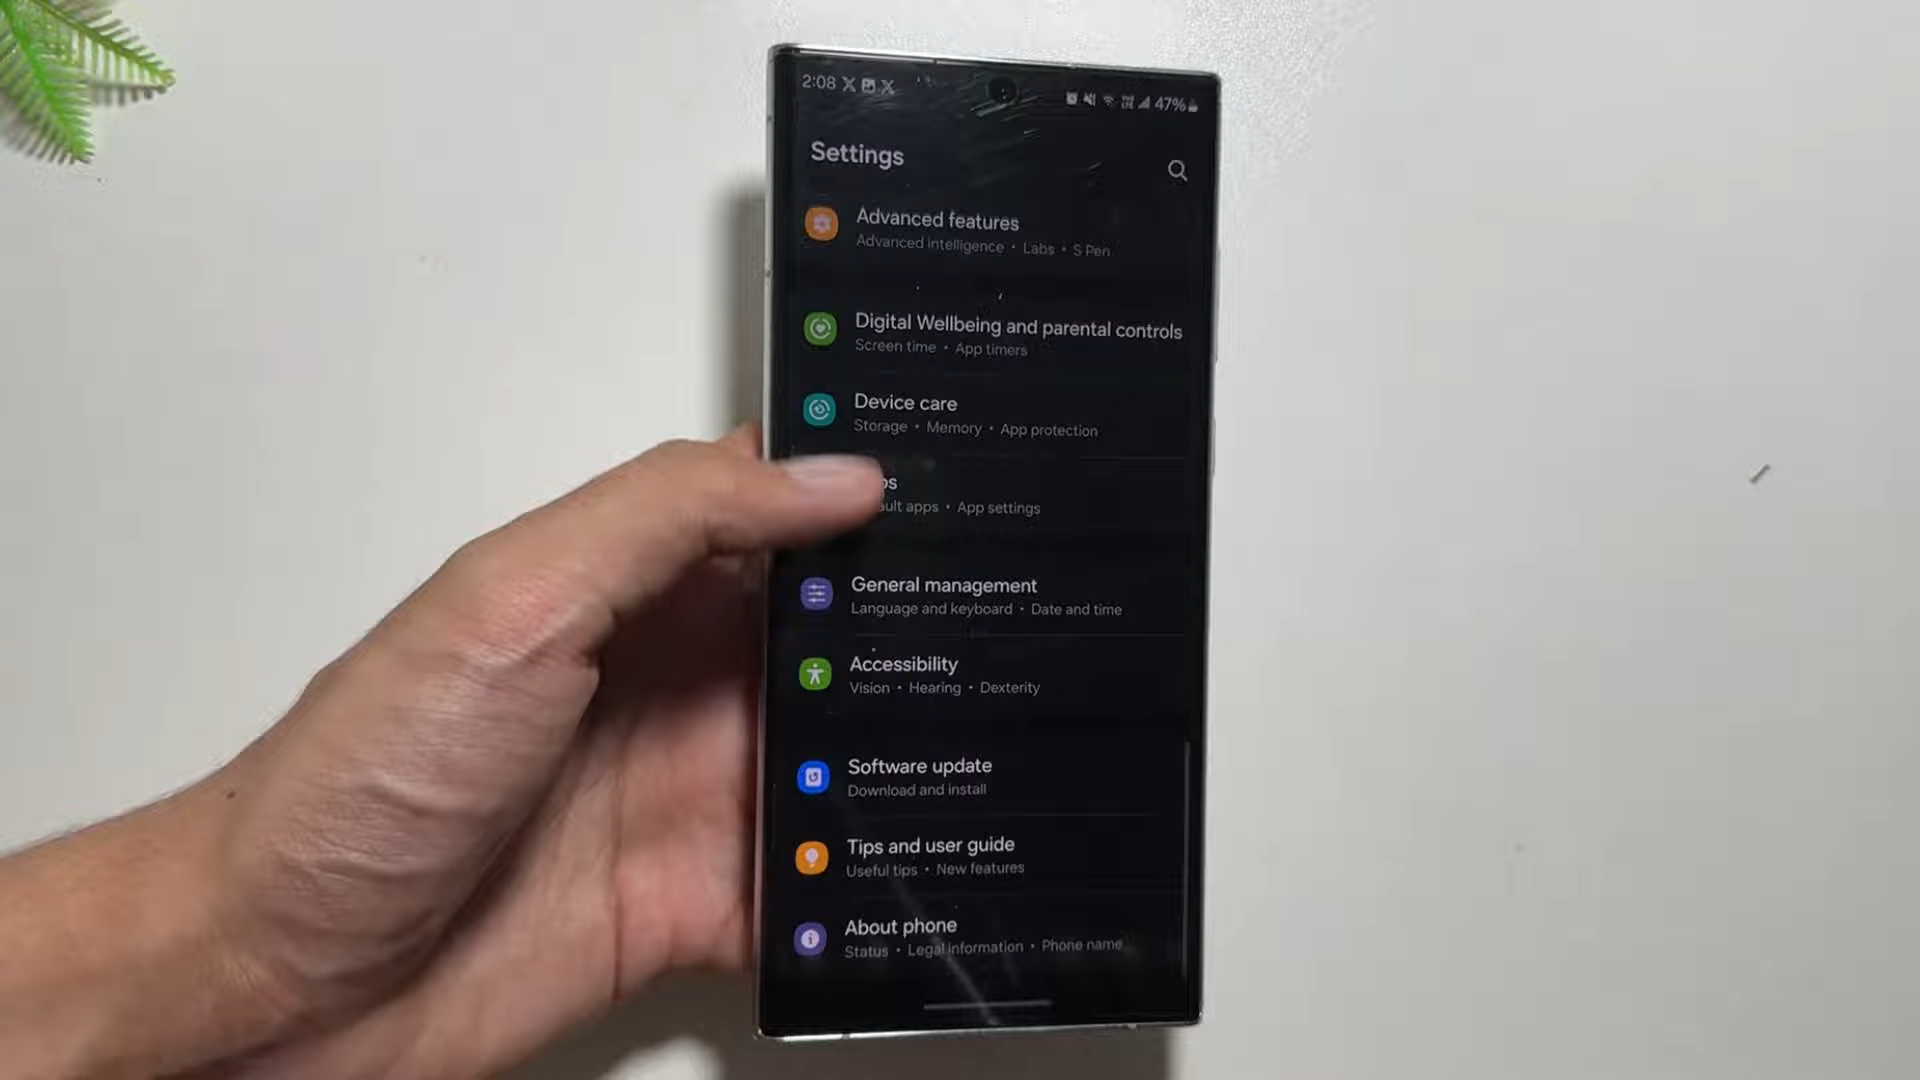 2:08
47%
Settings
Advanced features
Advanced intelligence • Labs • S Pen
Digital Wellbeing and parental controls
Screen time • App timers
Device care
Storage • Memory • App protection
ps
ault apps • App settings
General management
Language and keyboard • Date and time
Accessibility
Vision • Hearing • Dexterity
Software update
Download and install
Tips and user guide
Useful tips • New features
About phone
Status • Legal information • Phone name